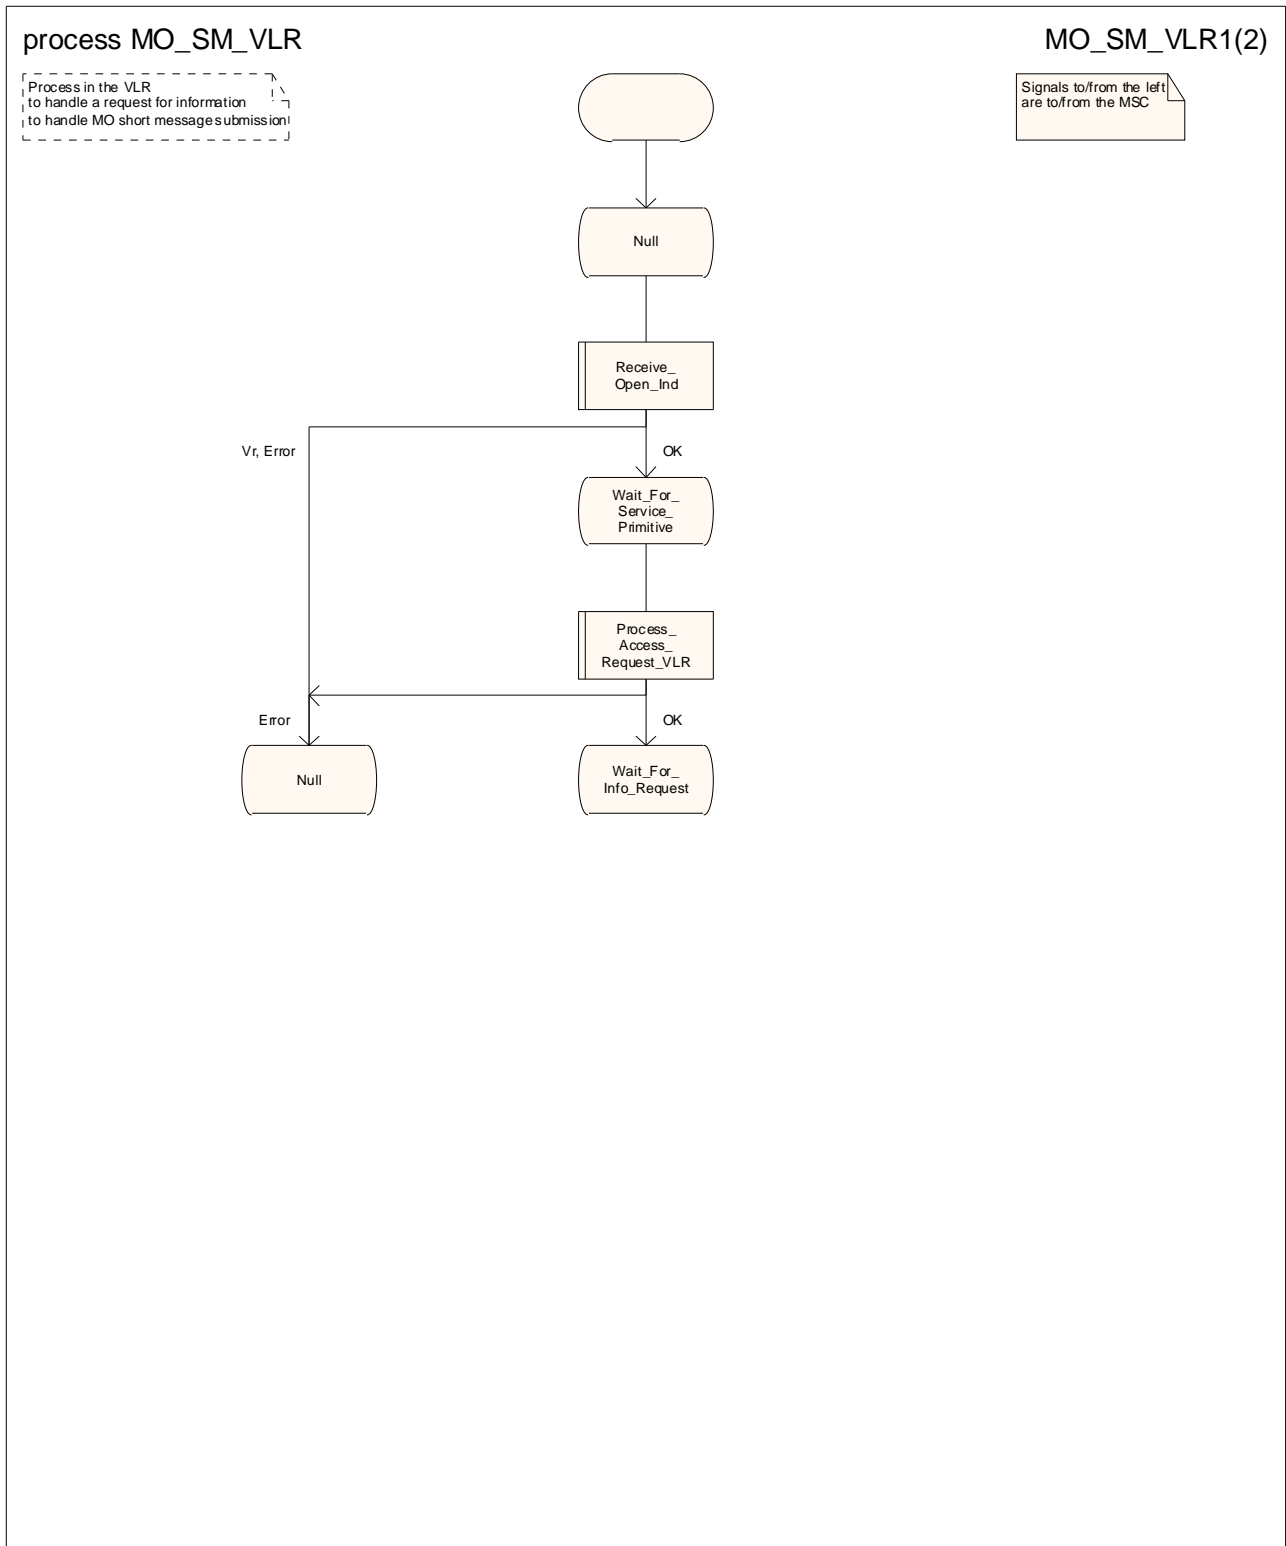 process MO_SM_VLR
MO_SM_VLR1(2)
Process in the VLR
to handle a request for information
to handle MO short message submission
Signals to/from the left
are to/from the MSC
Null
Receive_
Open_Ind
Vr, Error
OK
Wait_For_
Service_
Primitive
Process_
Access_
Request_VLR
Error
OK
Null
Wait_For_
Info_Request